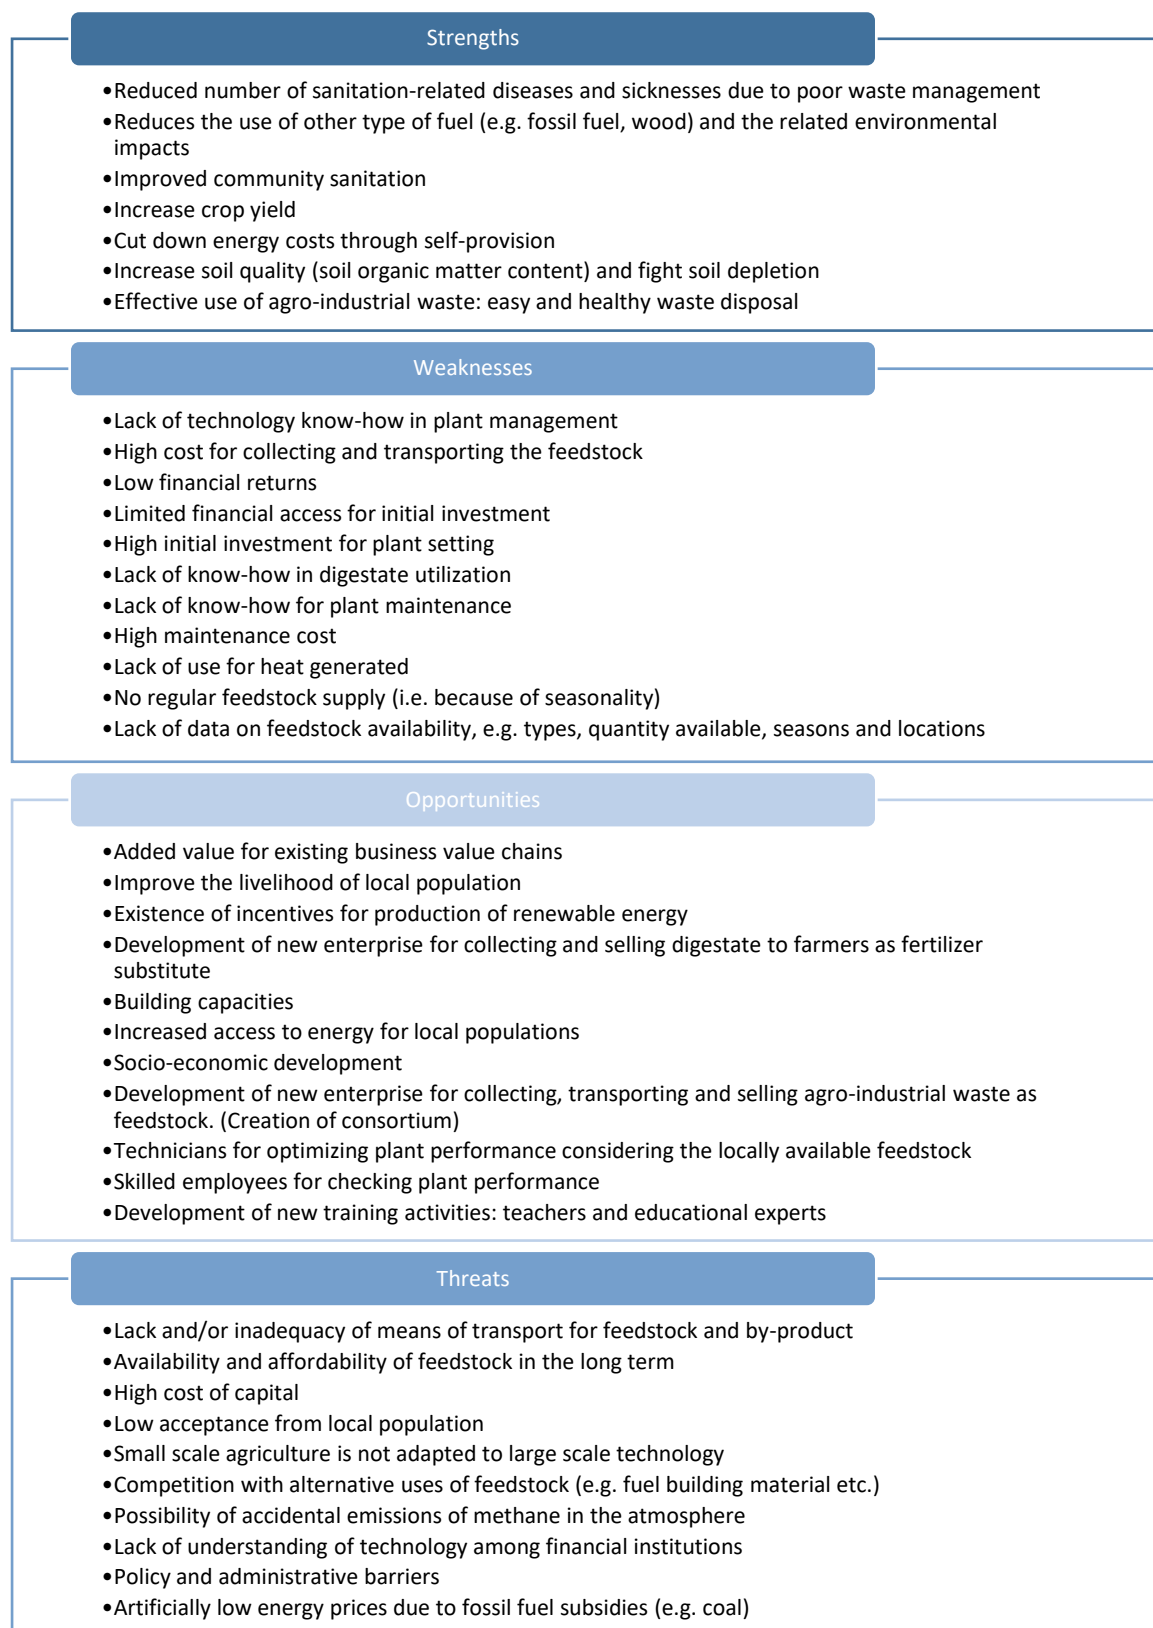 Strengths
•Reduced number of sanitation-related diseases and sicknesses due to poor waste management
•Reduces the use of other type of fuel (e.g. fossil fuel, wood) and the related environmental
impacts
•Improved community sanitation
•Increase crop yield
•Cut down energy costs through self-provision
•Increase soil quality (soil organic matter content) and fight soil depletion
•Effective use of agro-industrial waste: easy and healthy waste disposal
Weaknesses
•Lack of technology know-how in plant management
•High cost for collecting and transporting the feedstock
•Low financial returns
•Limited financial access for initial investment
•High initial investment for plant setting
•Lack of know-how in digestate utilization
•Lack of know-how for plant maintenance
•High maintenance cost
•Lack of use for heat generated
•No regular feedstock supply (i.e. because of seasonality)
•Lack of data on feedstock availability, e.g. types, quantity available, seasons and locations
Opportunities
•Added value for existing business value chains
•Improve the livelihood of local population
•Existence of incentives for production of renewable energy
•Development of new enterprise for collecting and selling digestate to farmers as fertilizer
substitute
•Building capacities
•Increased access to energy for local populations
•Socio-economic development
•Development of new enterprise for collecting, transporting and selling agro-industrial waste as
feedstock. (Creation of consortium)
•Technicians for optimizing plant performance considering the locally available feedstock
•Skilled employees for checking plant performance
•Development of new training activities: teachers and educational experts
Threats
•Lack and/or inadequacy of means of transport for feedstock and by-product
•Availability and affordability of feedstock in the long term
•High cost of capital
•Low acceptance from local population
•Small scale agriculture is not adapted to large scale technology
•Competition with alternative uses of feedstock (e.g. fuel building material etc.)
•Possibility of accidental emissions of methane in the atmosphere
•Lack of understanding of technology among financial institutions
•Policy and administrative barriers
•Artificially low energy prices due to fossil fuel subsidies (e.g. coal)